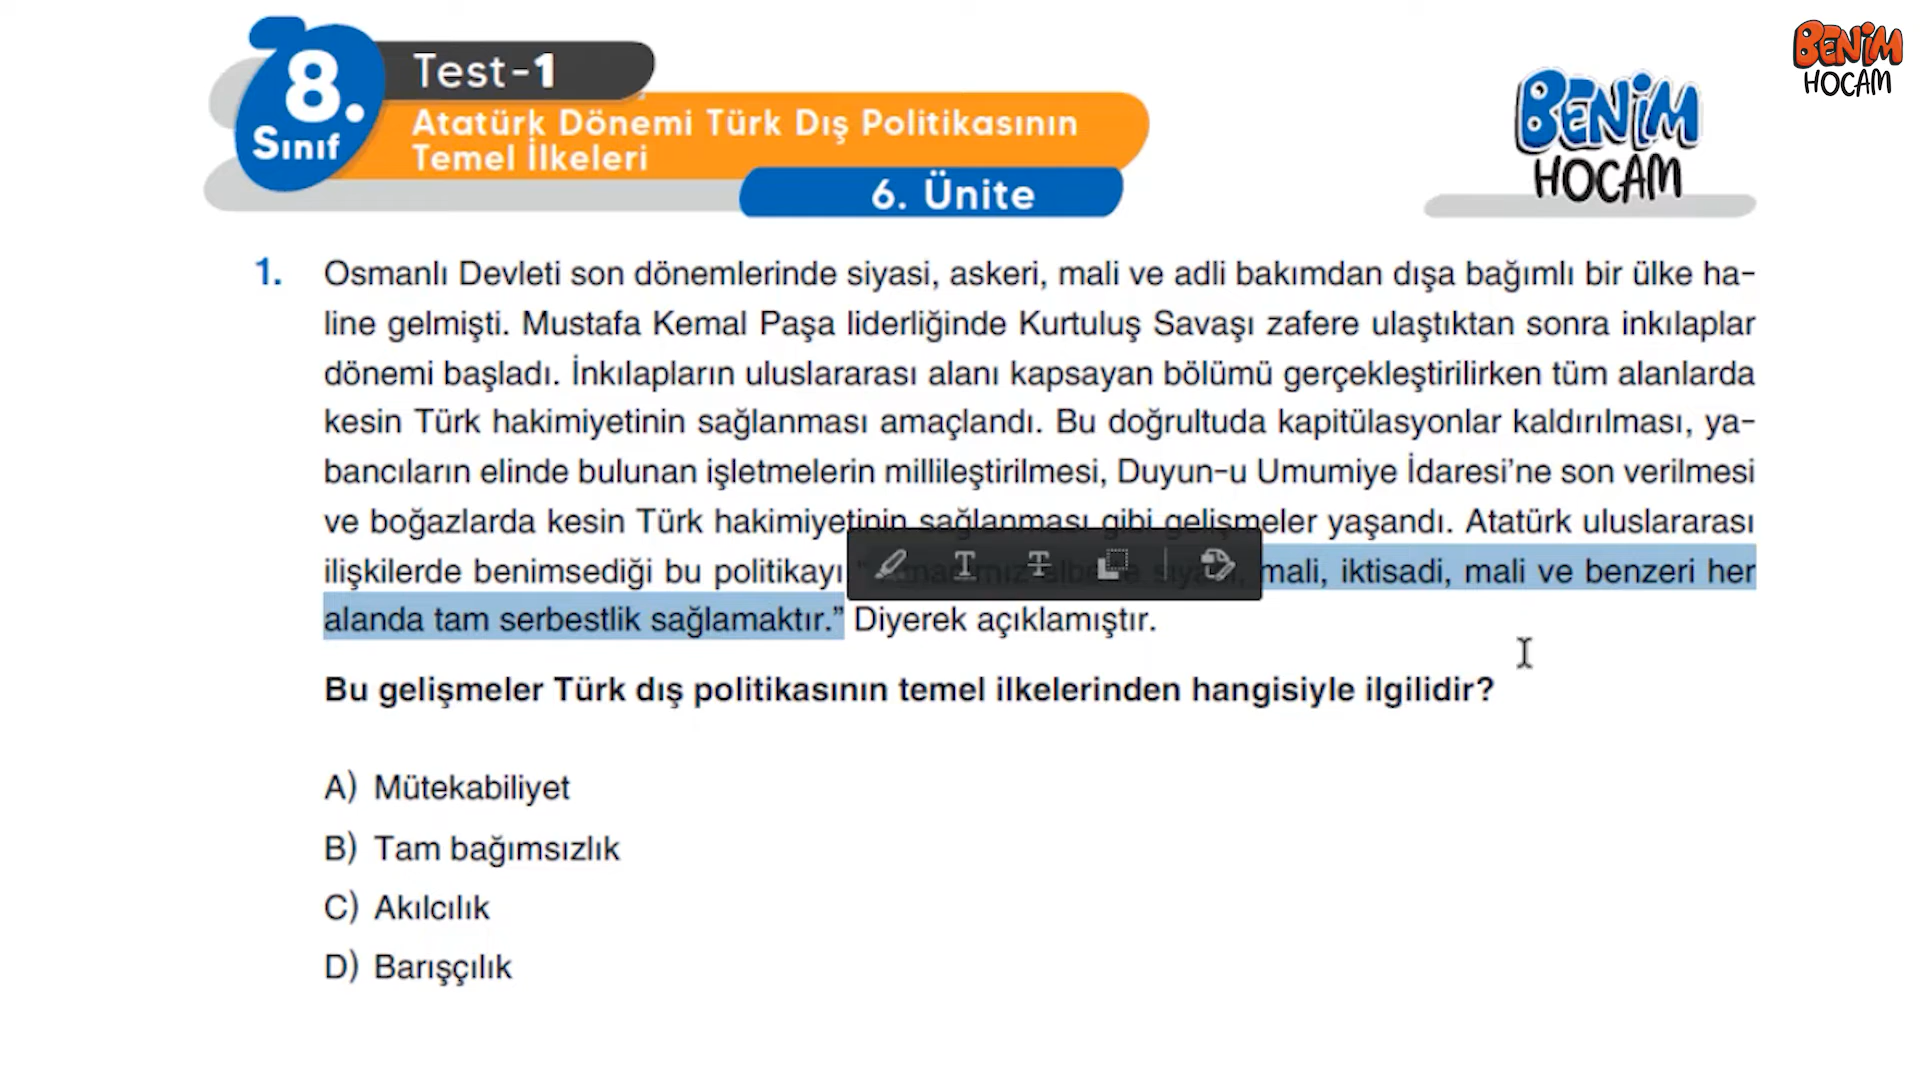 BENİM
HOCAM
8.
Sınıf
Test-1
Atatürk Dönemi Türk Dış Politikasının
Temel İlkeleri
6. Ünite
BENİM
HOCAM
1. Osmanlı Devleti son dönemlerinde siyasi, askeri, mali ve adli bakımdan dışa bağımlı bir ülke ha-
line gelmişti. Mustafa Kemal Paşa liderliğinde Kurtuluş Savaşı zafere ulaştıktan sonra inkılaplar
dönemi başladı. İnkılapların uluslararası alanı kapsayan bölümü gerçekleştirilirken tüm alanlarda
kesin Türk hakimiyetinin sağlanması amaçlandı. Bu doğrultuda kapitülasyonlar kaldırılması, ya-
bancıların elinde bulunan işletmelerin millileştirilmesi, Duyun-u Umumiye İdaresi’ne son verilmesi
ve boğazlarda kesin Türk hakimiyetinin sağlanması gibi gelişmeler yaşandı. Atatürk uluslararası
ilişkilerde benimsediği bu politikayı mali, iktisadi, mali ve benzeri her
alanda tam serbestlik sağlamaktır.” Diyerek açıklamıştır.
Bu gelişmeler Türk dış politikasının temel ilkelerinden hangisiyle ilgilidir?
A) Mütekabiliyet
B) Tam bağımsızlık
C) Akılcılık
D) Barışçılık